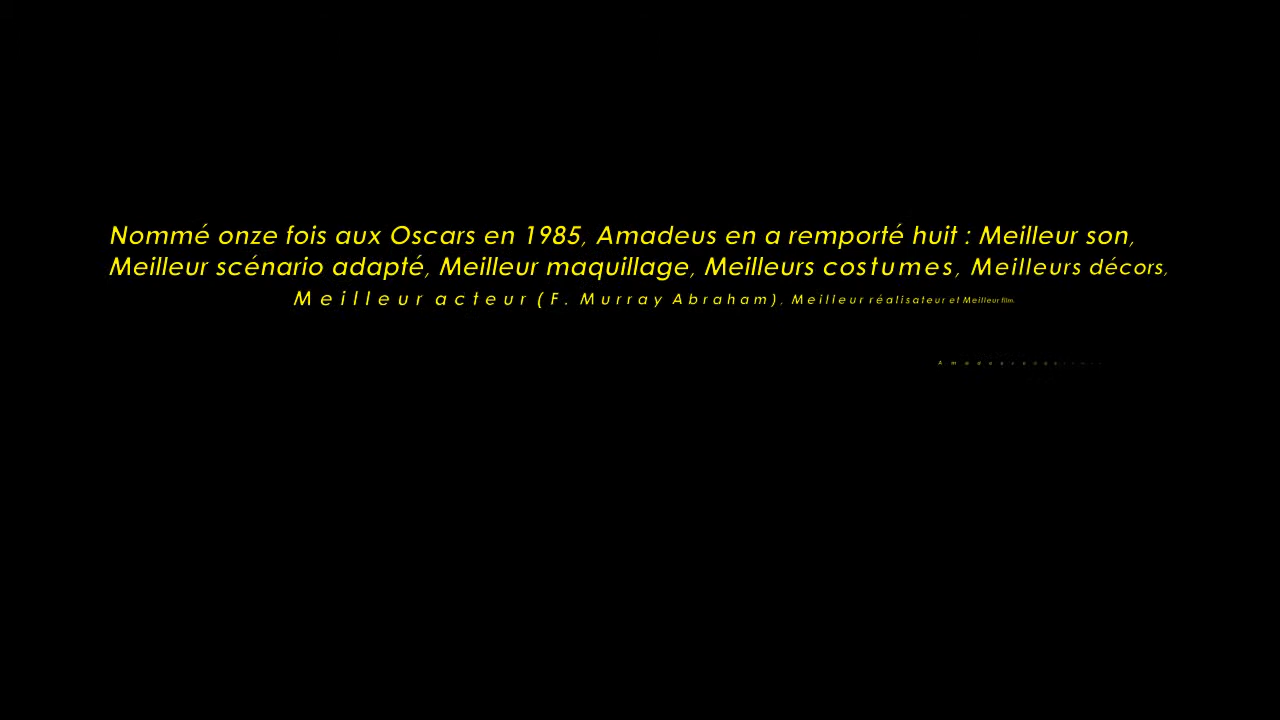 Nommé onze fois aux Oscars en 1985, Amadeus en a remporté huit : Meilleur son,
Meilleur scénario adapté, Meilleur maquillage, Meilleurs costumes, Meilleurs décors,
Meilleur acteur (F. Murray Abraham), Meilleur réalisateur et Meilleur film.